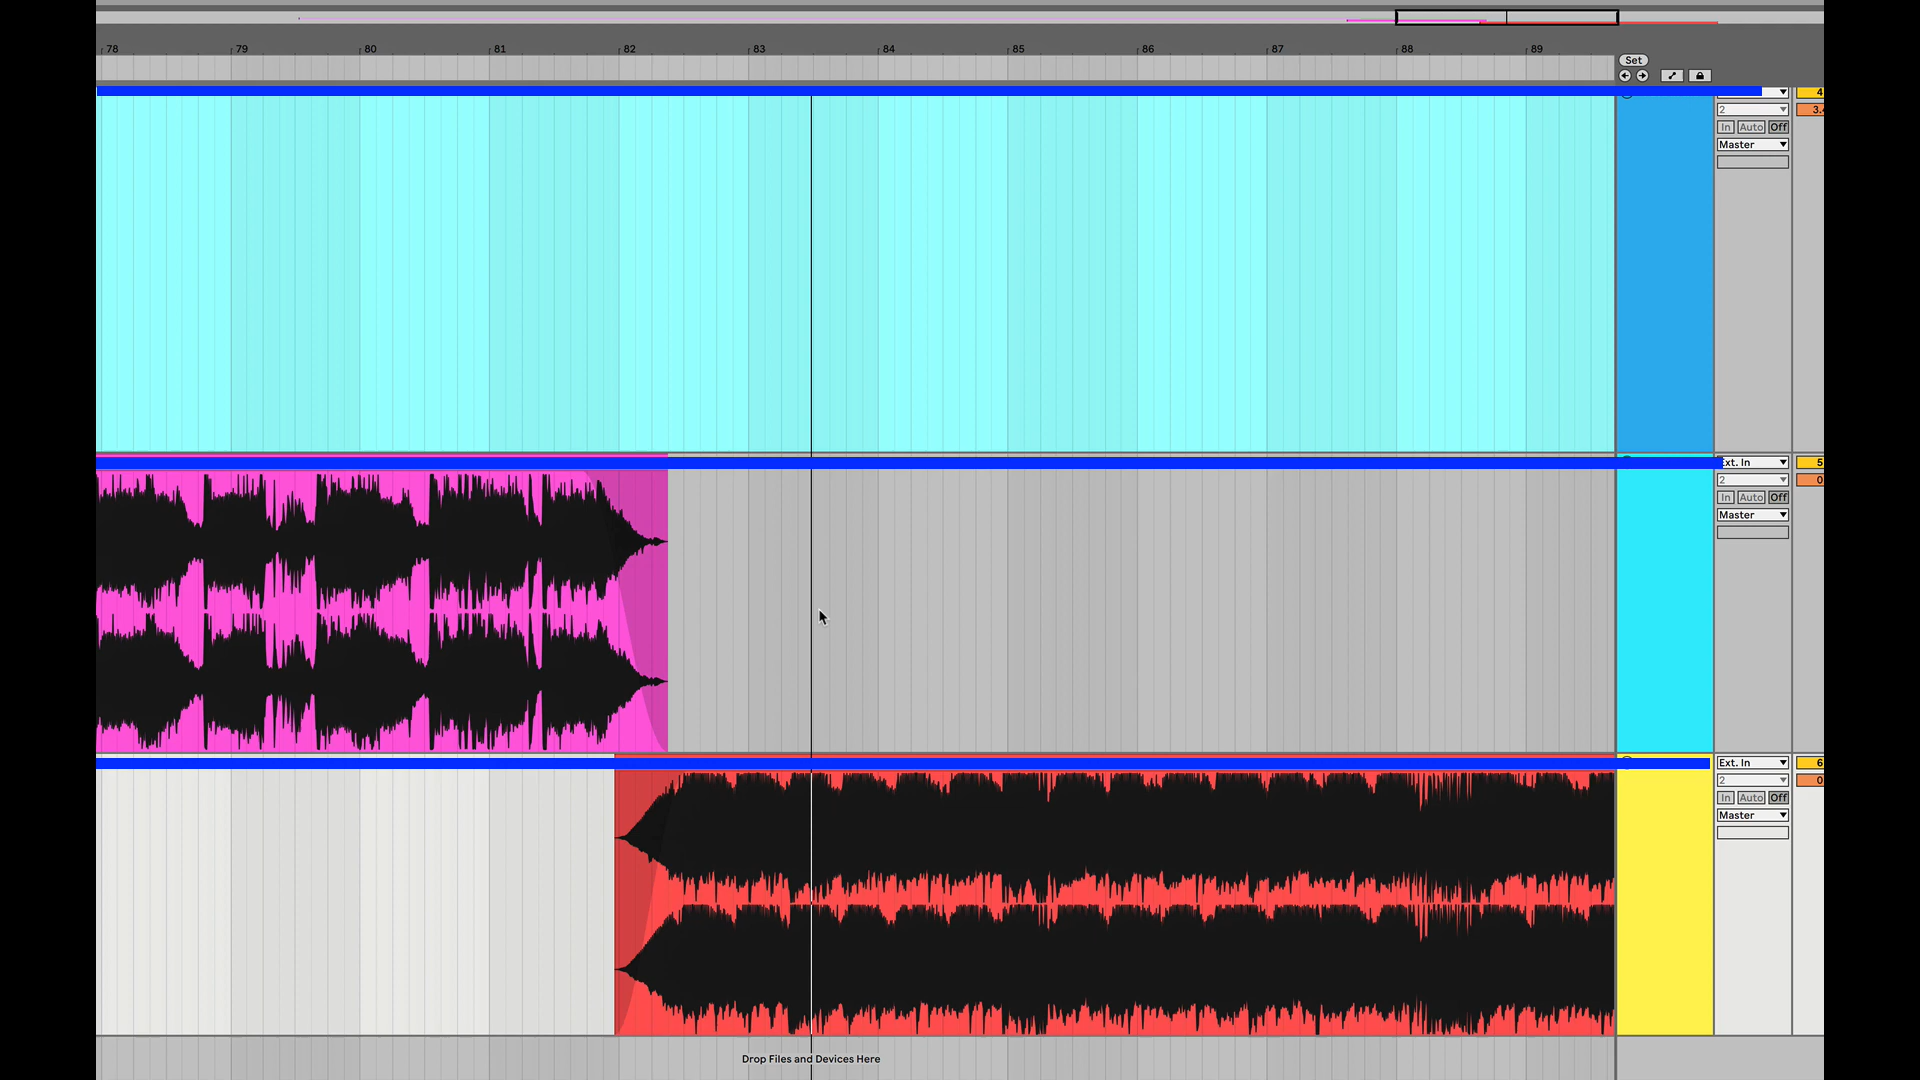 78 79 80 81 82 83 84 85 86 87 88 89
Set
4
2 3.
In Auto Off
Master
Ext. In 5
2 0
In Auto Off
Master
Ext. In 6
2 0
In Auto Off
Master
Drop Files and Devices Here